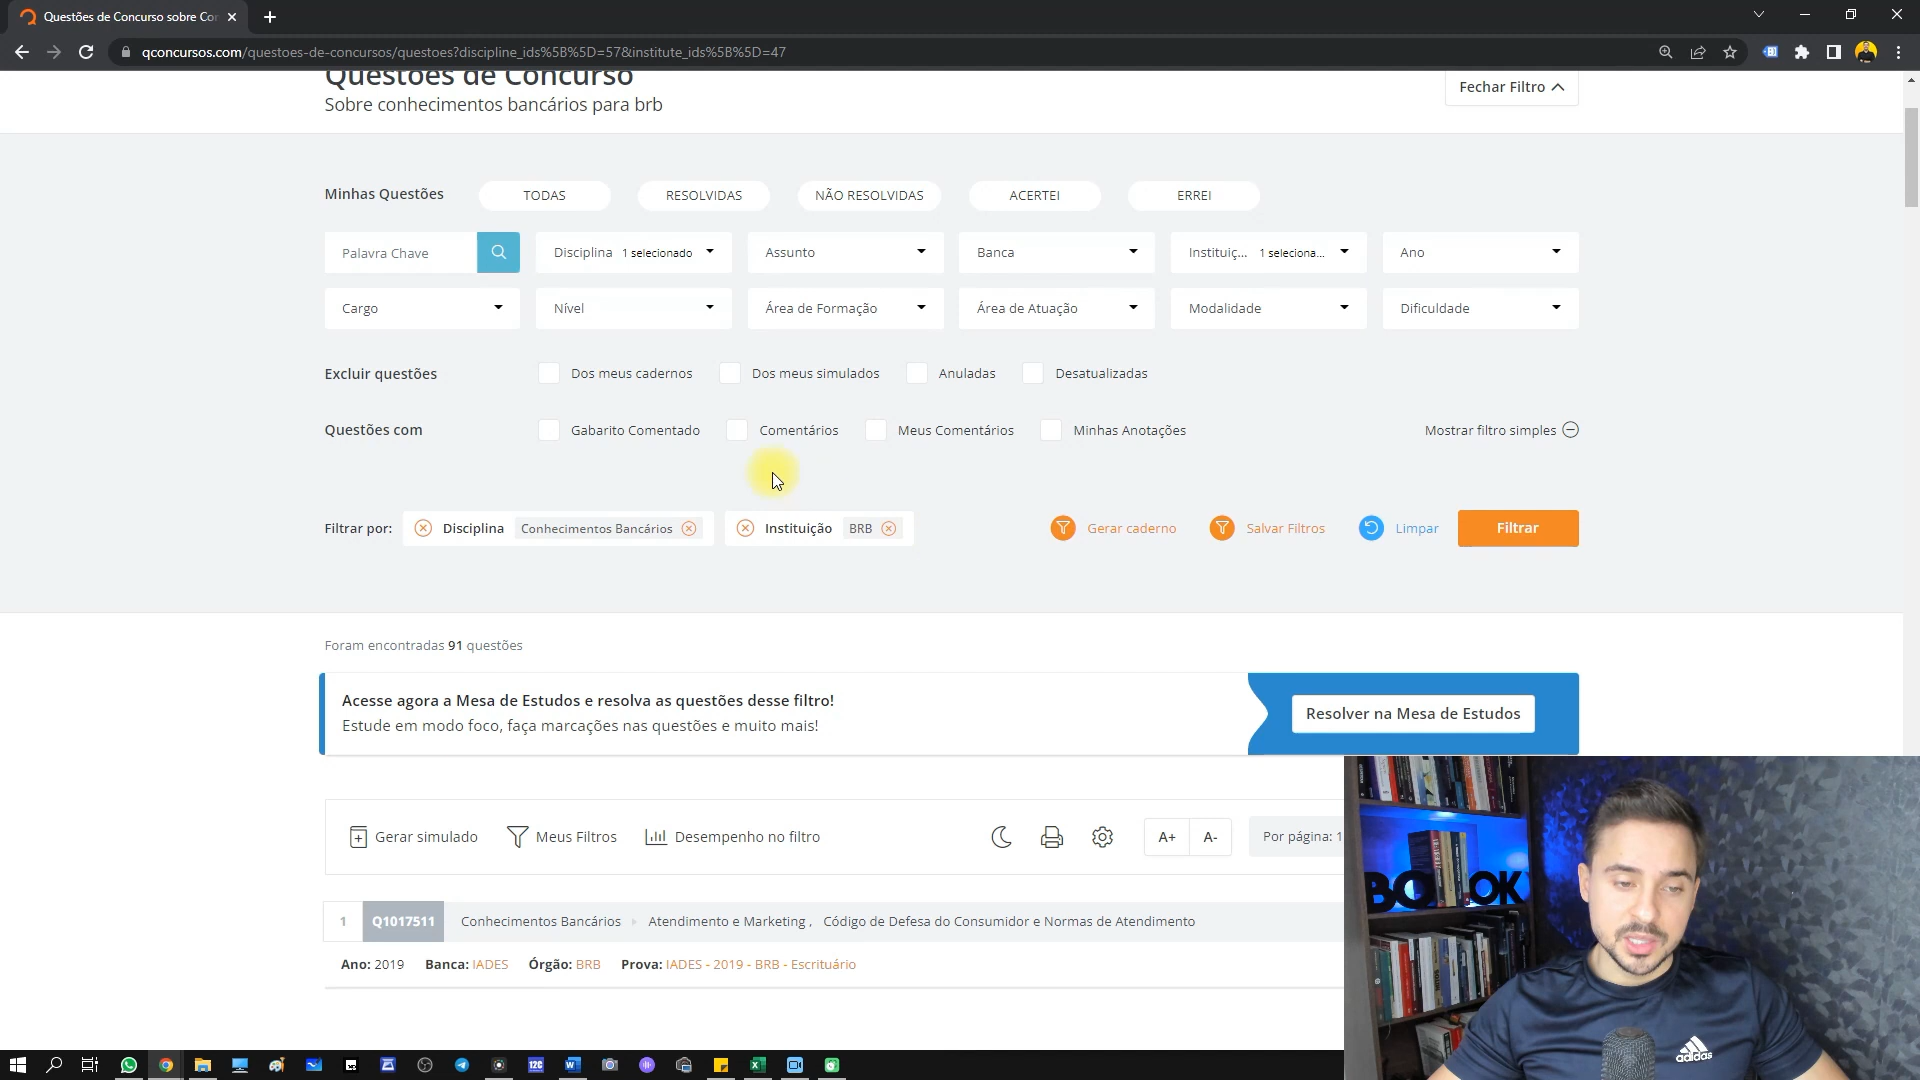 Questões de Concurso sobre Con
qconcursos.com/questoes-de-concursos/questoes?discipline_ids%5B%5D=57&institute_ids%5B%5D=47
Questões de Concurso
Sobre conhecimentos bancários para brb
Fechar Filtro
Minhas Questões
TODAS
RESOLVIDAS
NÃO RESOLVIDAS
ACERTEI
ERREI
Palavra Chave
Disciplina 1 selecionado
Assunto
Banca
Instituiç... 1 seleciona...
Ano
Cargo
Nível
Área de Formação
Área de Atuação
Modalidade
Dificuldade
Excluir questões
Dos meus cadernos
Dos meus simulados
Anuladas
Desatualizadas
Questões com
Gabarito Comentado
Comentários
Meus Comentários
Minhas Anotações
Mostrar filtro simples
Filtrar por:
Disciplina Conhecimentos Bancários
Instituição BRB
Gerar caderno
Salvar Filtros
Limpar
Filtrar
Foram encontradas 91 questões
Acesse agora a Mesa de Estudos e resolva as questões desse filtro!
Estude em modo foco, faça marcações nas questões e muito mais!
Resolver na Mesa de Estudos
Gerar simulado
Meus Filtros
Desempenho no filtro
A+
A-
Por página: 1
1
Q1017511
Conhecimentos Bancários
Atendimento e Marketing , Código de Defesa do Consumidor e Normas de Atendimento
Ano: 2019 Banca: IADES Órgão: BRB Prova: IADES - 2019 - BRB - Escriturário
BO OK
adidas
12C